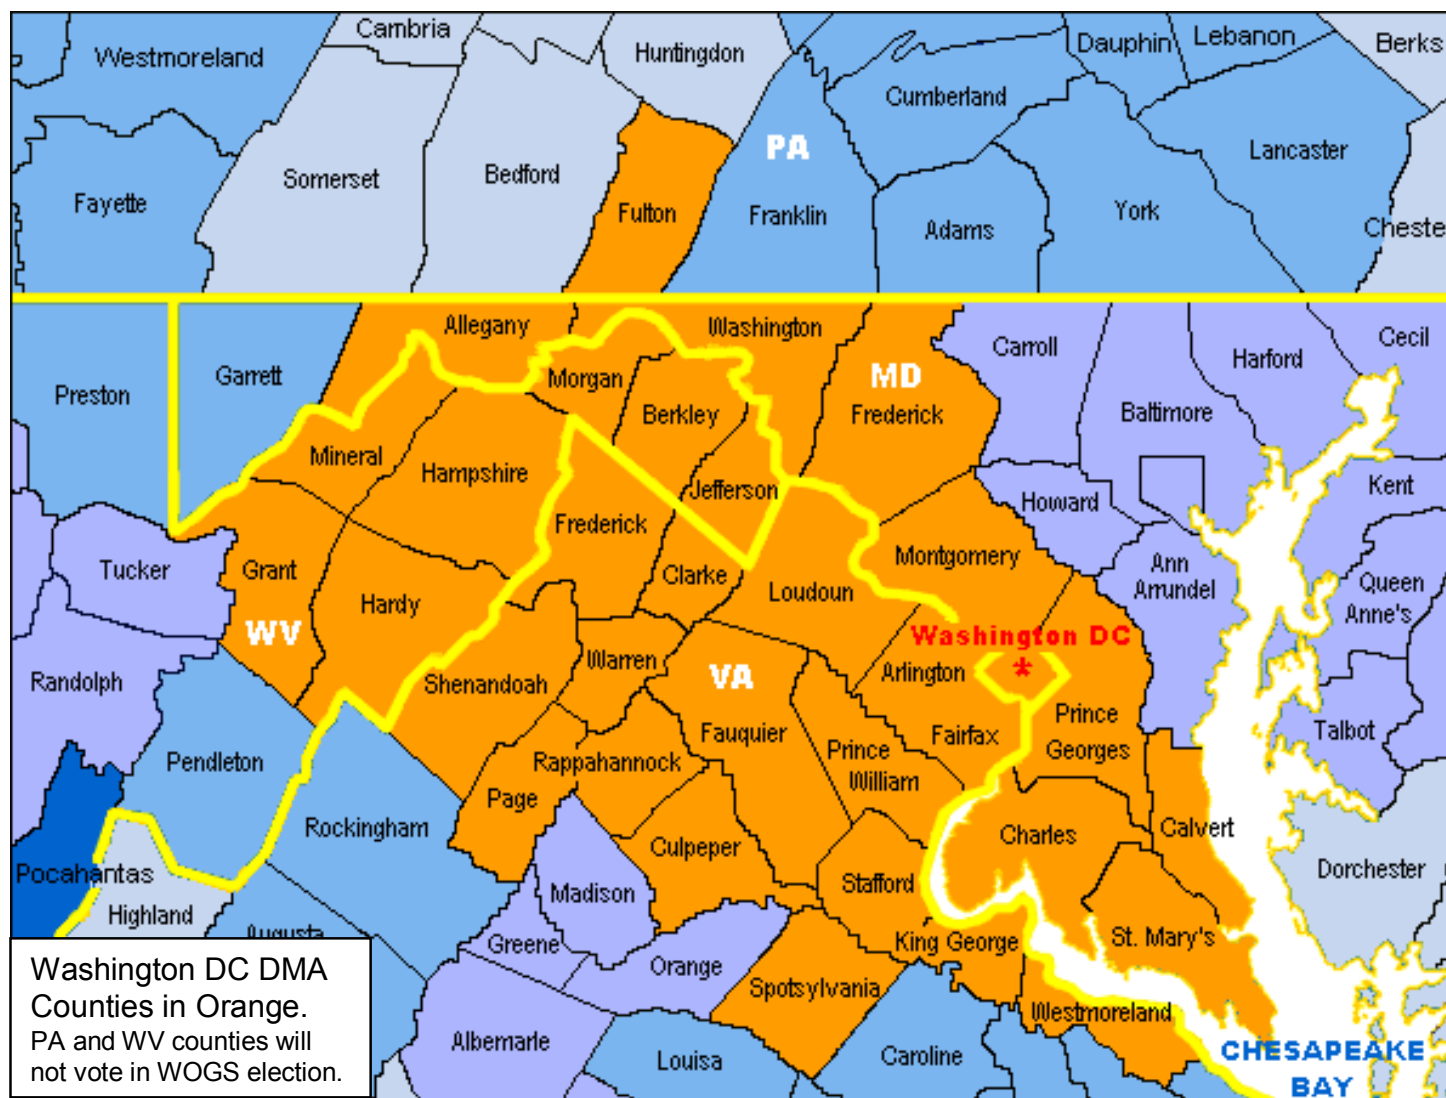 Cambria
Westmoreland
Huntingdon
Dauphin
Lebanon
Berks
Cumberland
PA
Lancaster
Somerset
Bedford
Fayette
Fulton
Franklin
Adams
York
Cheste
Allegany
Washington
Carroll
Harford
Cecil
Garrett
Morgan
MD
Preston
Berkley
Frederick
Baltimore
Mineral
Hampshire
Jefferson
Howard
Kent
Frederick
Tucker
Grant
Clarke
Montgomery
Ann
Arrundel
Queen
Anne's
Hardy
Loudoun
WV
Washington DC
*
Randolph
Warren
VA
Arlington
Shenandoah
Prince
Georges
Talbot
Pendleton
Fauquier
Fairfax
Prince
William
Rappahannock
Page
Rockingham
Charles
Calvert
Culpeper
Pocahantas
Dorchester
Stafford
Madison
Highland
Augusta
Greene
King George
St. Mary's
Orange
Spotsylvania
Westmoreland
Albemarle
Louisa
Caroline
CHESAPEAKE
BAY
Washington DC DMA
Counties in Orange.
PA and WV counties will
not vote in WOGS election.